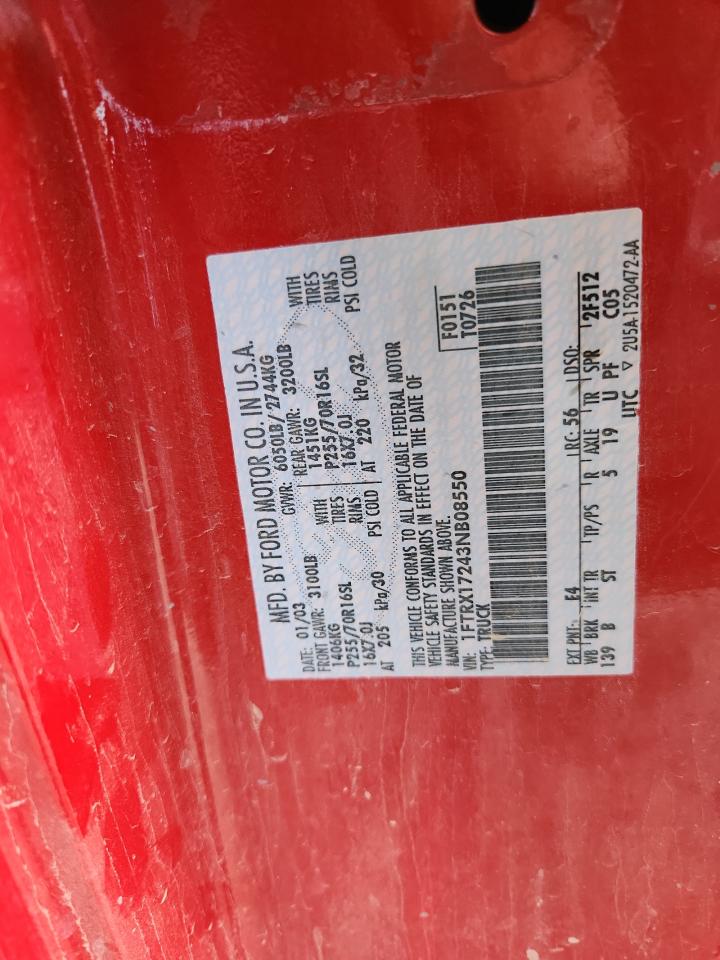 MFD. BY FORD MOTOR CO. IN U.S.A.
DATE: 01/03 GVWR: 6050LB/ 2744KG
FRONT GAWR: 3100LB REAR GAWR: 3200LB
1406KG WITH 1451KG WITH
P255/70R16SL TIRES P255/70R16SL TIRES
16X7.0J RIMS 16X7.0J RIMS
AT 205 kPa/30 PSI COLD AT 220 kPa/32 PSI COLD
THIS VEHICLE CONFORMS TO ALL APPLICABLE FEDERAL MOTOR
VEHICLE SAFETY STANDARDS IN EFFECT ON THE DATE OF
MANUFACTURE SHOWN ABOVE.
VIN: 1FTRX17243NB08550 F0151
TYPE: TRUCK T0726
EXT PNT: E4 RC: 56 DSO:
WB BRK INT TR TP/PS R AXLE TR SPR 2F512
139 B ST 5 19 U PF C05
UTC ▽ 2U5A-1520472-AA